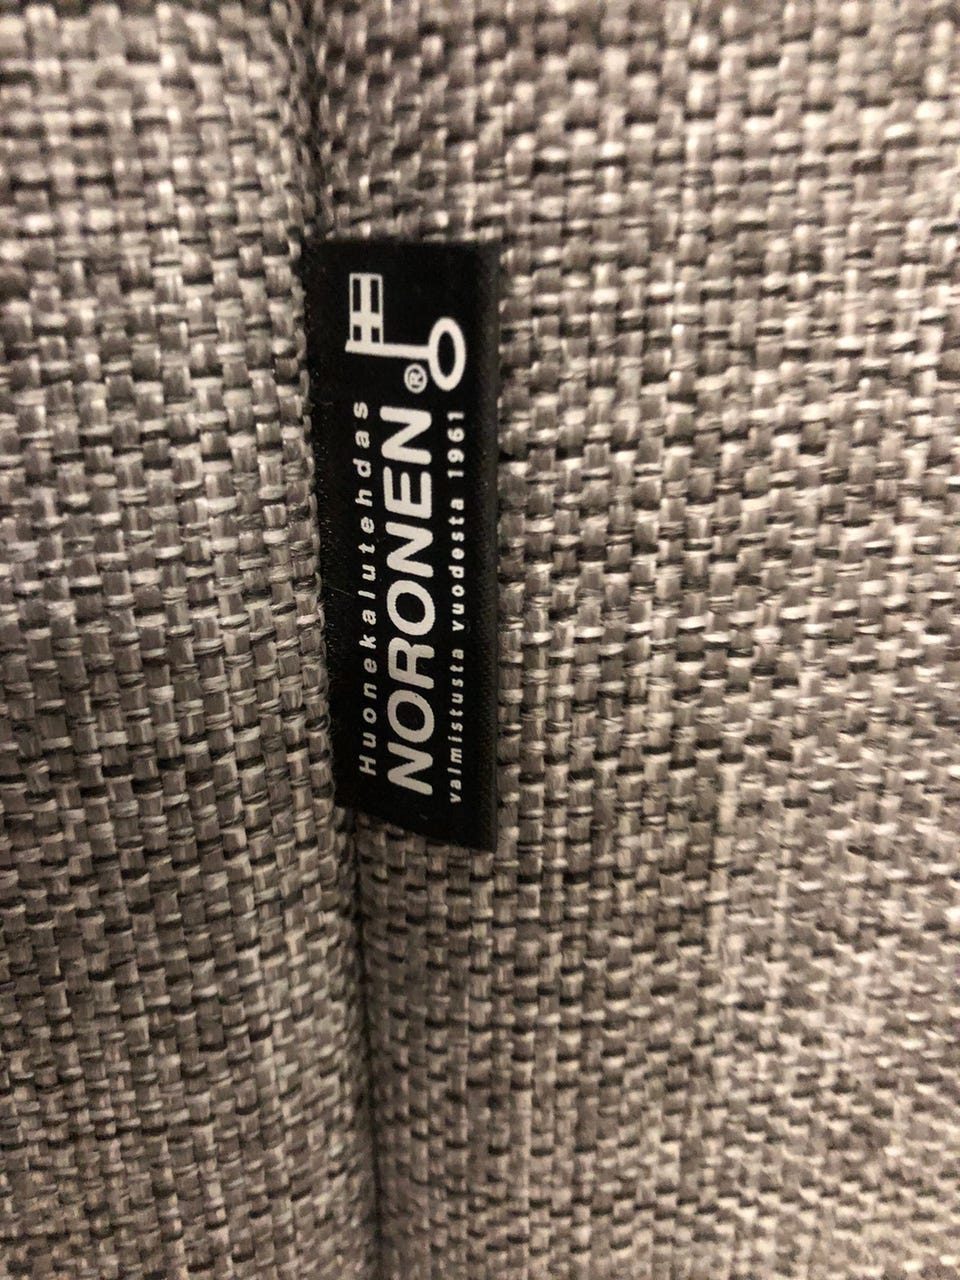 Huonekalutehdas
NORONEN®
valmistusta vuodesta 1961